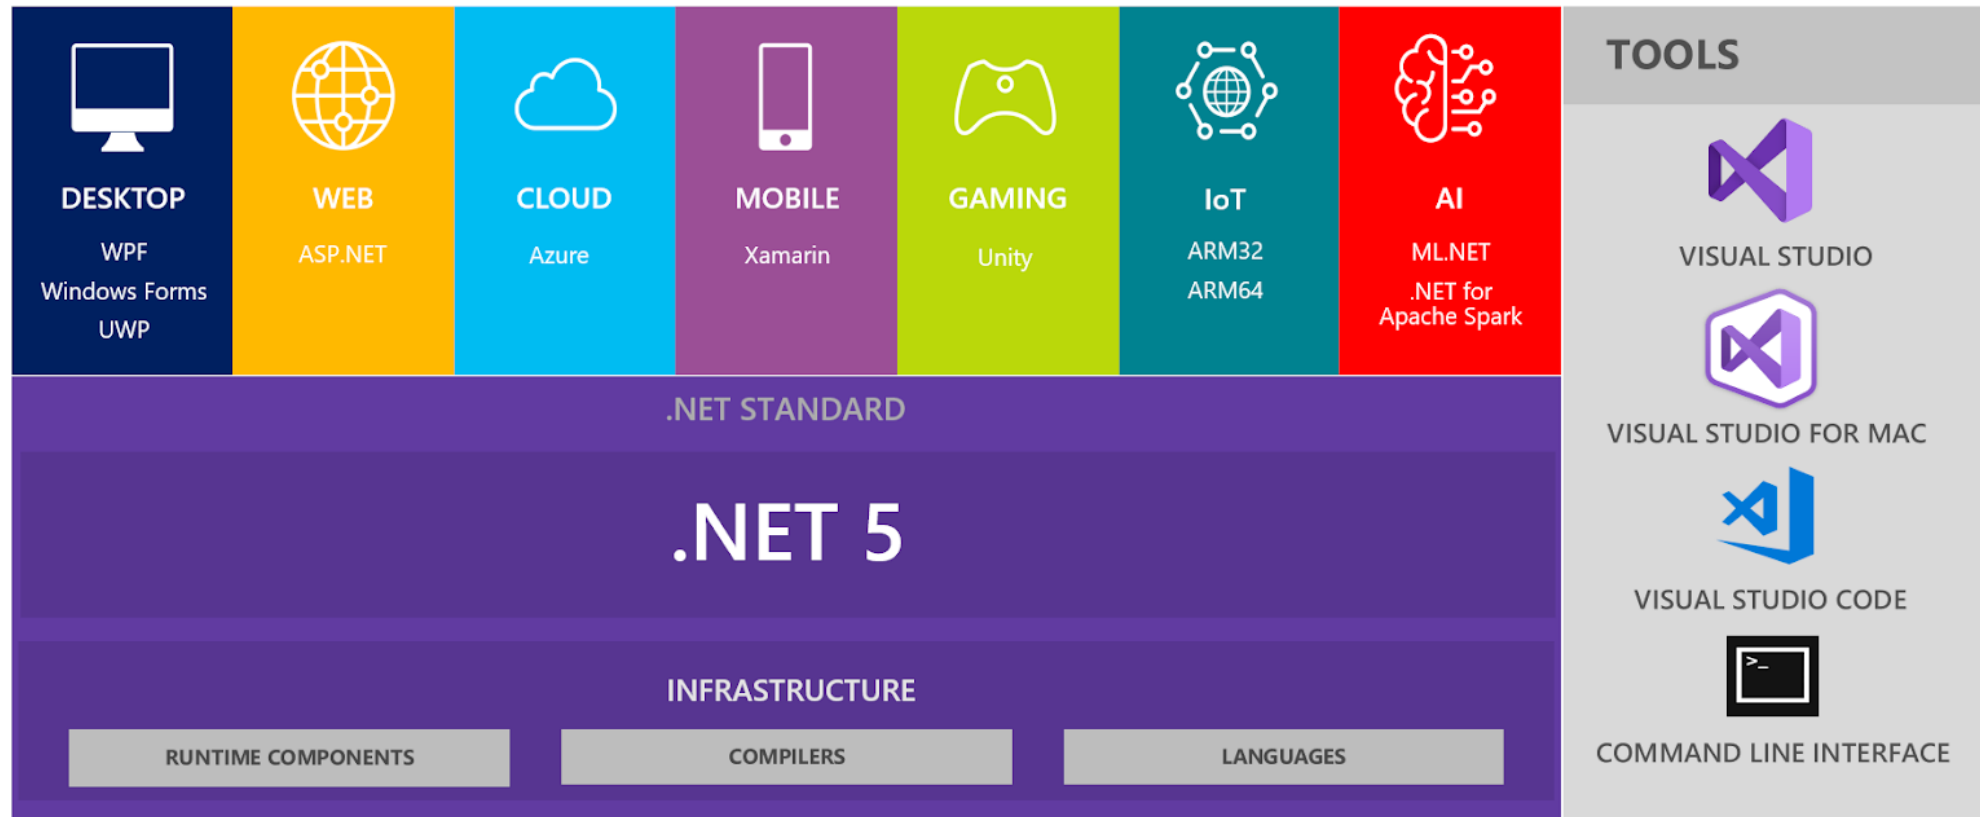 DESKTOP
WPF
Windows Forms
UWP
WEB
ASP.NET
CLOUD
Azure
MOBILE
Xamarin
GAMING
Unity
IoT
ARM32
ARM64
AI
ML.NET
.NET for
Apache Spark
.NET STANDARD
.NET 5
INFRASTRUCTURE
RUNTIME COMPONENTS
COMPILERS
LANGUAGES
TOOLS
VISUAL STUDIO
VISUAL STUDIO FOR MAC
VISUAL STUDIO CODE
>_
COMMAND LINE INTERFACE